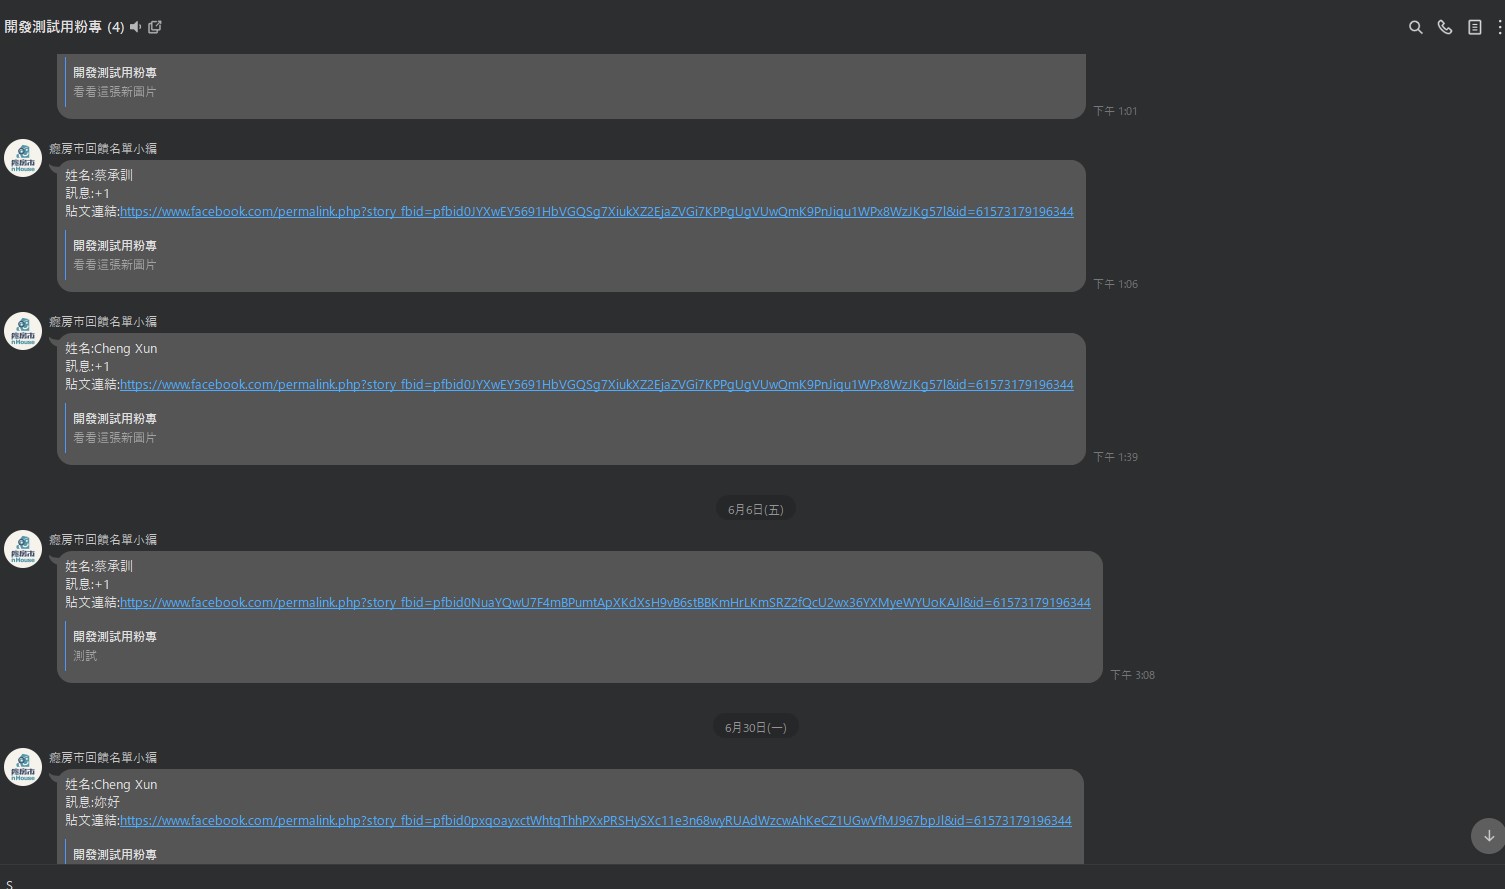 開發測試用粉專 (4)
開發測試用粉專
看看這張新圖片
下午 1:01
瘾房市回饋名單小編
姓名:蔡承訓
訊息:+1
貼文連結:https://www.facebook.com/permalink.php?story_fbid=pfbid0JYXwEY5691HbVGQSg7XiukXZ2EjaZVGi7KPPgUgVUwQmK9PnJiqu1WPx8WzJKg57l&id=61573179196344
開發測試用粉專
看看這張新圖片
下午 1:06
瘾房市回饋名單小編
姓名:Cheng Xun
訊息:+1
貼文連結:https://www.facebook.com/permalink.php?story_fbid=pfbid0JYXwEY5691HbVGQSg7XiukXZ2EjaZVGi7KPPgUgVUwQmK9PnJiqu1WPx8WzJKg57l&id=61573179196344
開發測試用粉專
看看這張新圖片
下午 1:39
6月6日(五)
瘾房市回饋名單小編
姓名:蔡承訓
訊息:+1
貼文連結:https://www.facebook.com/permalink.php?story_fbid=pfbid0NuaYQwU7F4mBPumtApXKdXsH9vB6stBBKmHrLKmSRZ2fQcU2wx36YXMyeWYUoKAJl&id=61573179196344
開發測試用粉專
測試
下午 3:08
6月30日(一)
瘾房市回饋名單小編
姓名:Cheng Xun
訊息:妳好
貼文連結:https://www.facebook.com/permalink.php?story_fbid=pfbid0pxqoayxctWhtqThhPXxPRSHySXc11e3n68wyRUAdWzcwAhKeCZ1UGwVfMJ967bpJl&id=61573179196344
開發測試用粉專